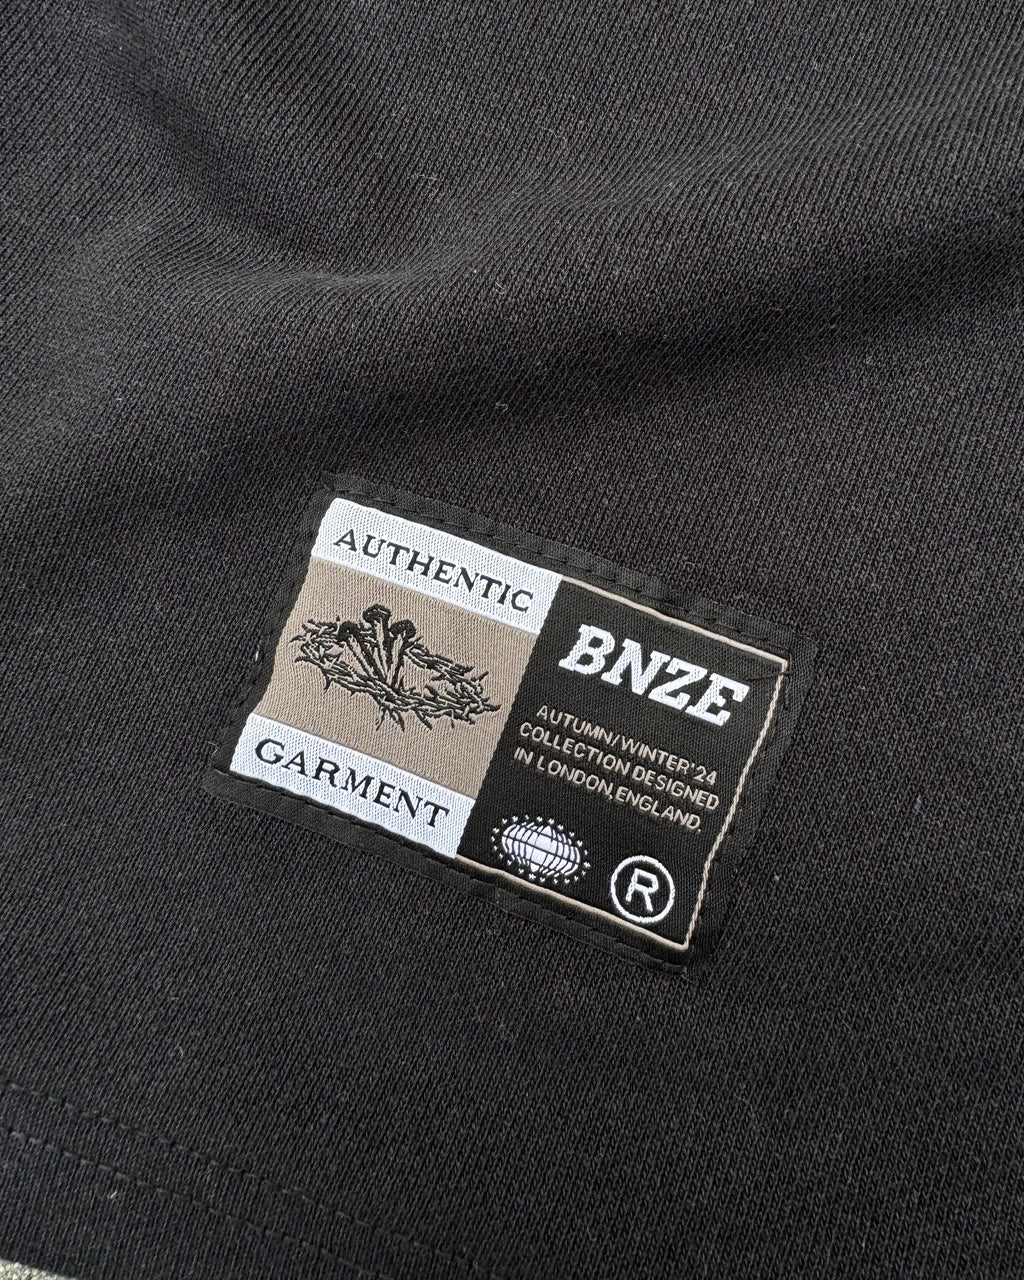 AUTHENTIC
GARMENT
BNZE
AUTUMN/WINTER'24
COLLECTION DESIGNED
IN LONDON, ENGLAND.
®